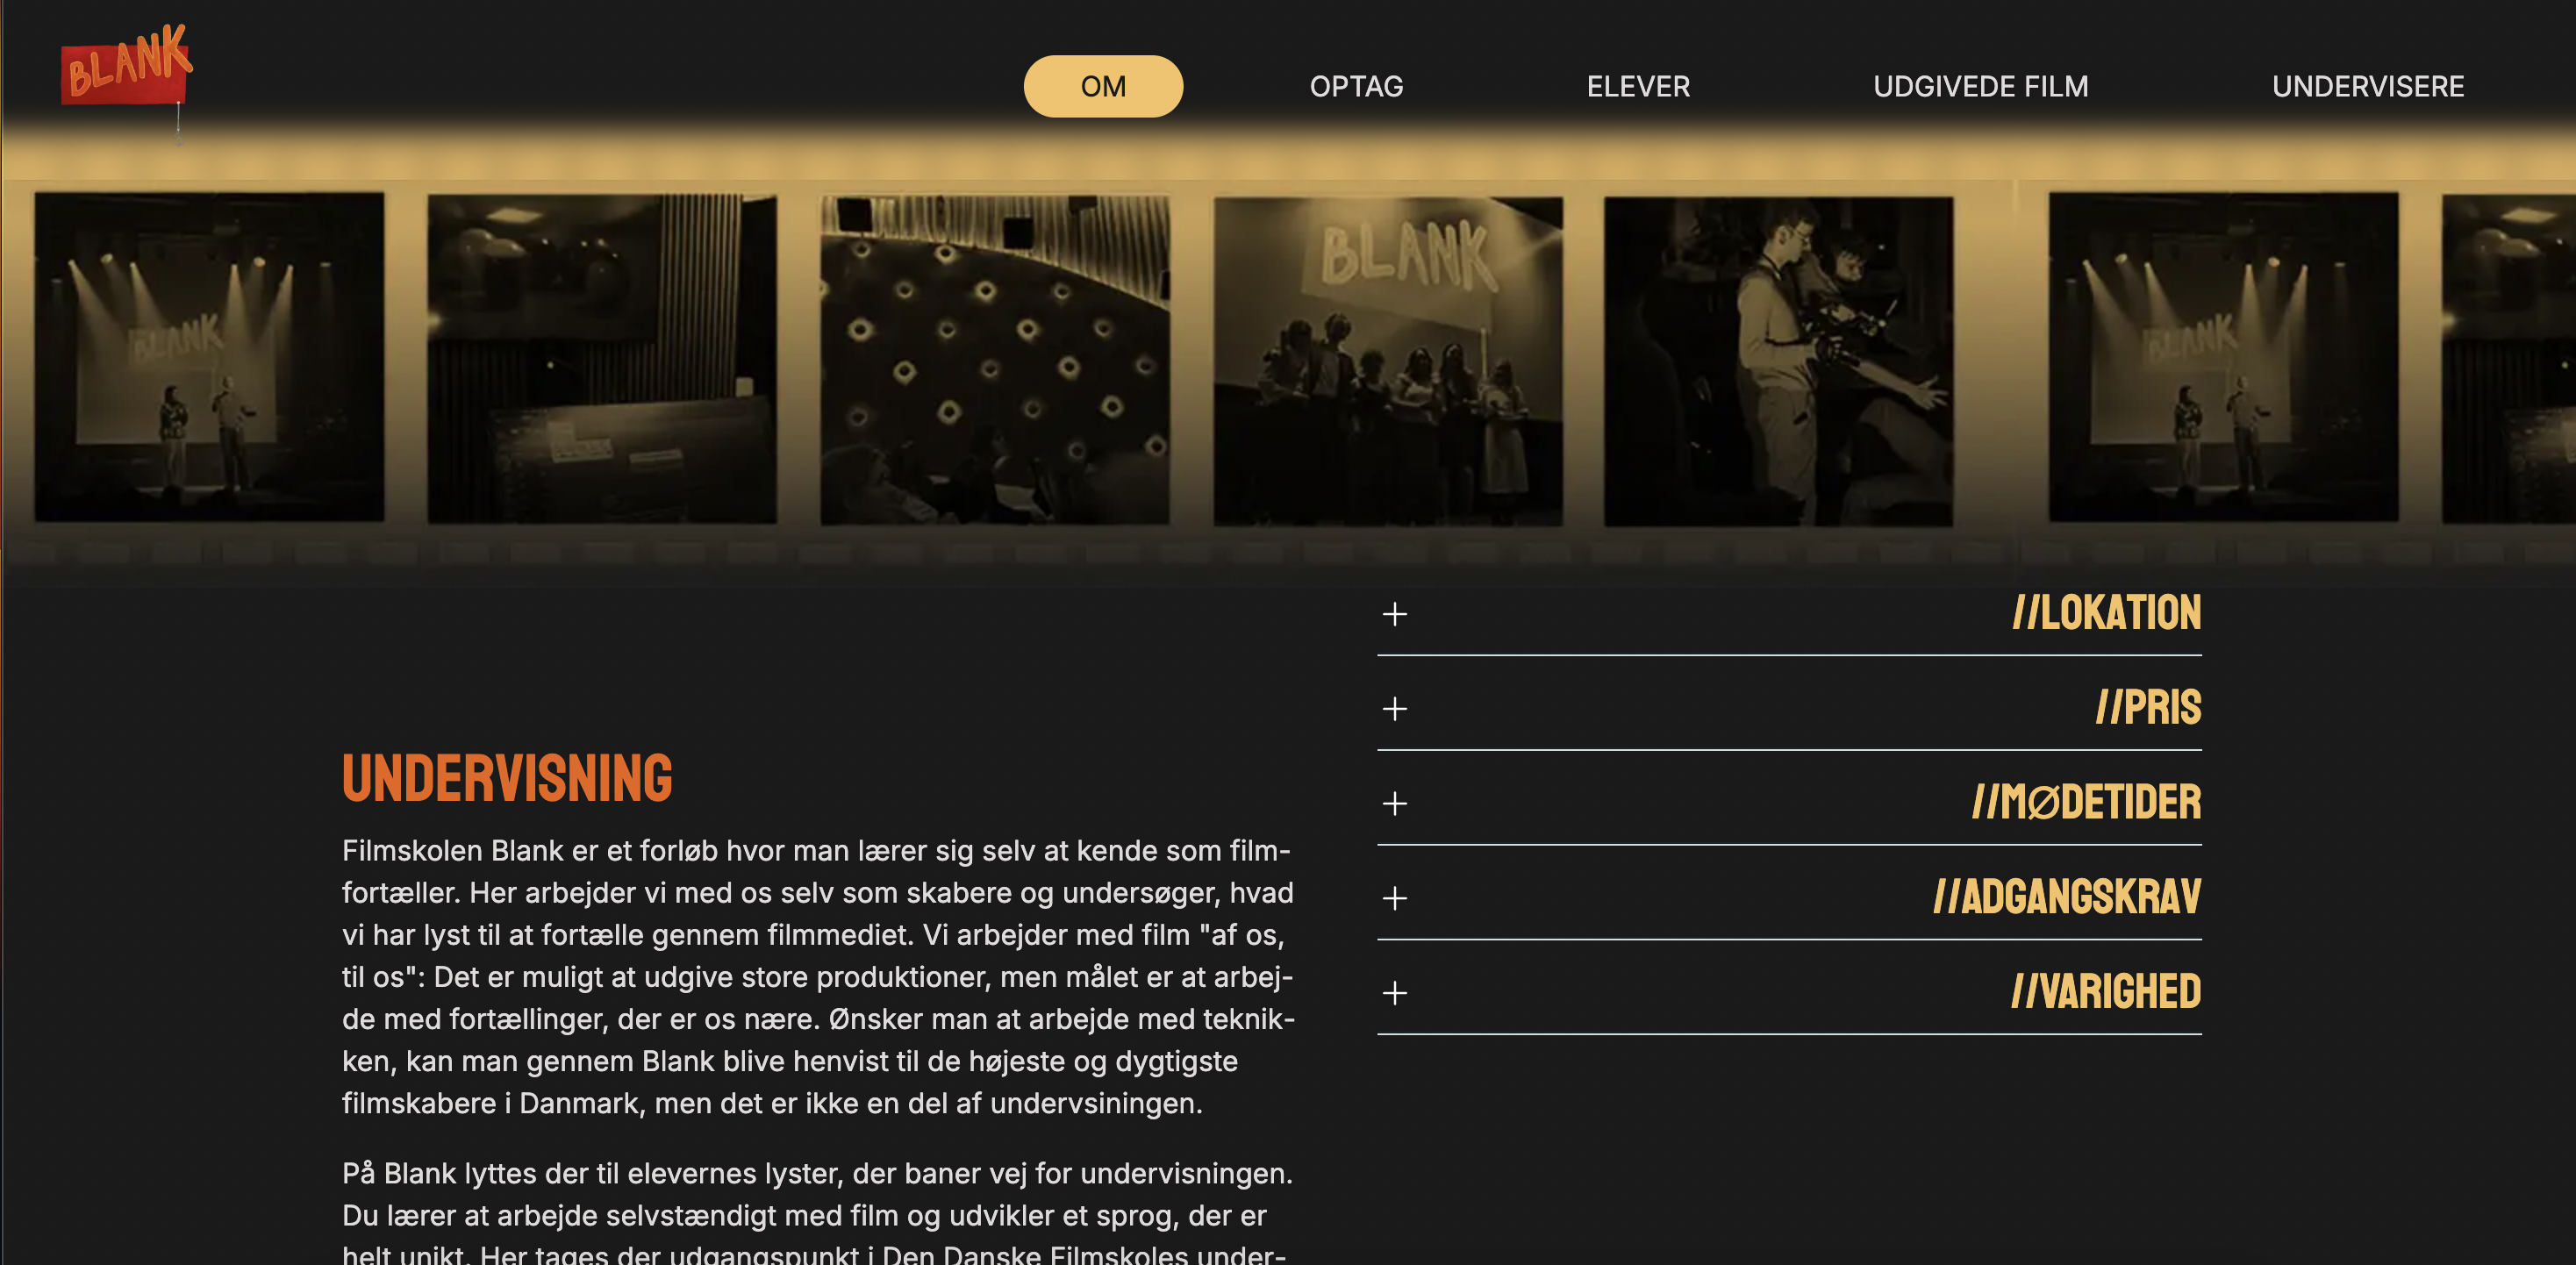 BLANK
OM
OPTAG
ELEVER
UDGIVEDE FILM
UNDERVISERE
BLANK
BLANK
BLANK
//LOKATION
//PRIS
//MØDETIDER
//ADGANGSKRAV
//VARIGHED
UNDERVISNING
Filmskolen Blank er et forløb hvor man lærer sig selv at kende som film-
fortæller. Her arbejder vi med os selv som skabere og undersøger, hvad
vi har lyst til at fortælle gennem filmmediet. Vi arbejder med film "af os,
til os": Det er muligt at udgive store produktioner, men målet er at arbej-
de med fortællinger, der er os nære. Ønsker man at arbejde med teknik-
ken, kan man gennem Blank blive henvist til de højeste og dygtigste
filmskabere i Danmark, men det er ikke en del af undervsiningen.
På Blank lyttes der til elevernes lyster, der baner vej for undervisningen.
Du lærer at arbejde selvstændigt med film og udvikler et sprog, der er
helt unikt. Her tages der udgangspunkt i Den Danske Filmskoles under-